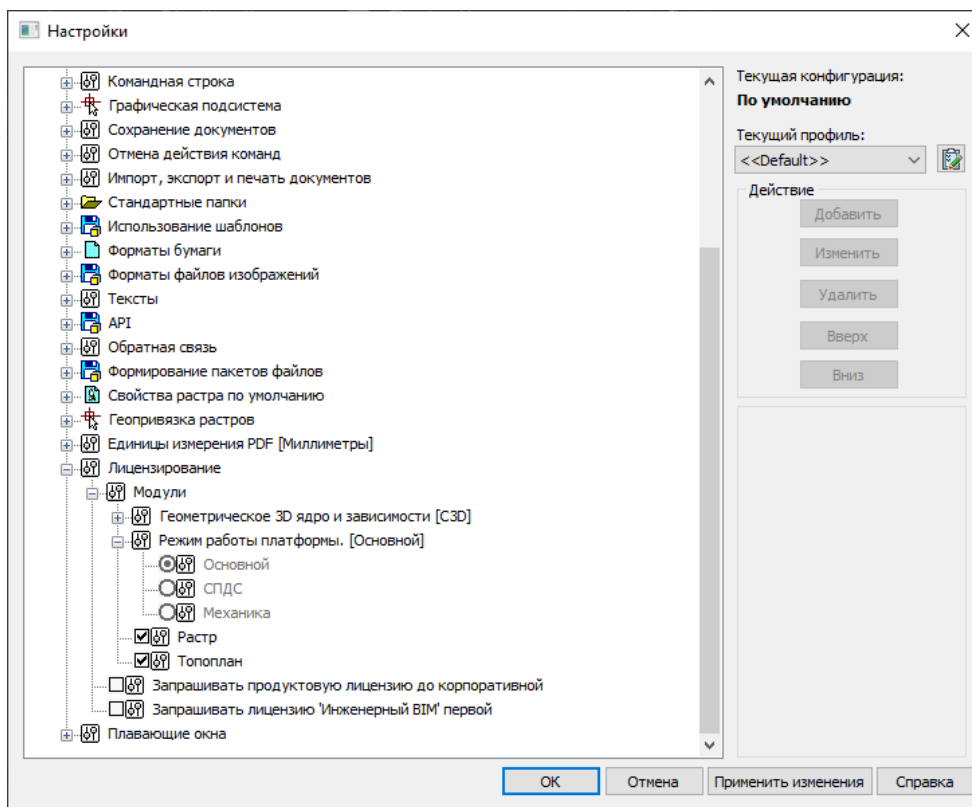 Настройки
Командная строка
Графическая подсистема
Сохранение документов
Отмена действия команд
Импорт, экспорт и печать документов
Стандартные папки
Использование шаблонов
Форматы бумаги
Форматы файлов изображений
Тексты
API
Обратная связь
Формирование пакетов файлов
Свойства растра по умолчанию
Геопривязка растров
Единицы измерения PDF [Миллиметры]
Лицензирование
Модули
Геометрическое 3D ядро и зависимости [C3D]
Режим работы платформы. [Основной]
Основной
СПДС
Механика
Растр
Топоплан
Запрашивать продуктовую лицензию до корпоративной
Запрашивать лицензию 'Инженерный BIM' первой
Плавающие окна
Текущая конфигурация:
По умолчанию
Текущий профиль:
<<Default>>
Действие
Добавить
Изменить
Удалить
Вверх
Вниз
ОК
Отмена
Применить изменения
Справка